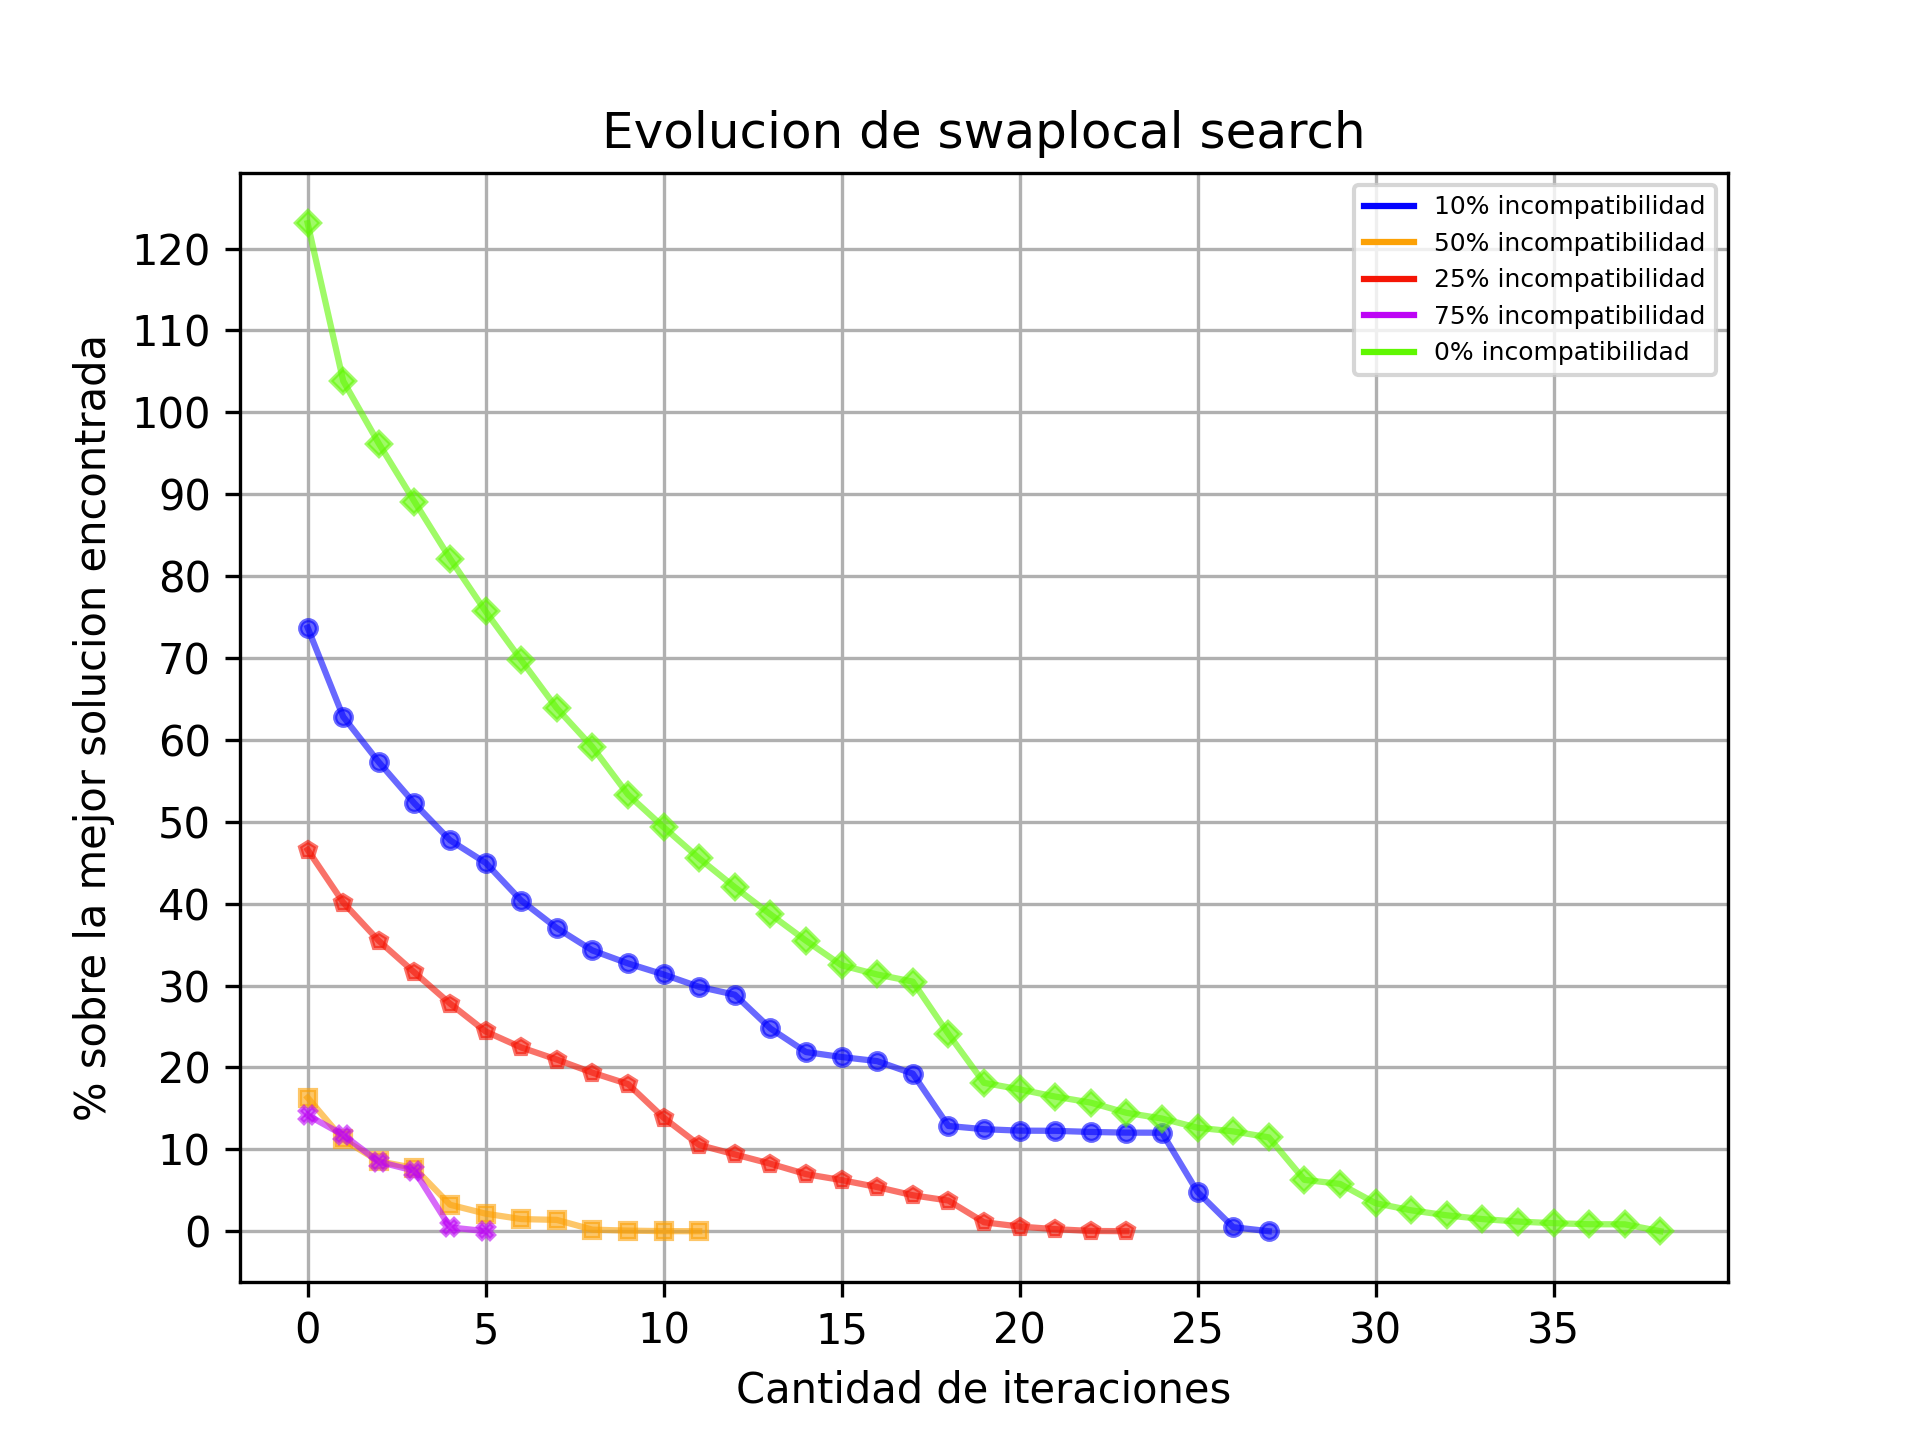 Evolucion de swaplocal search
10% incompatibilidad
50% incompatibilidad
25% incompatibilidad
75% incompatibilidad
0% incompatibilidad
% sobre la mejor solucion encontrada
120
110
100
90
80
70
60
50
40
30
20
10
0
0 5 10 15 20 25 30 35
Cantidad de iteraciones